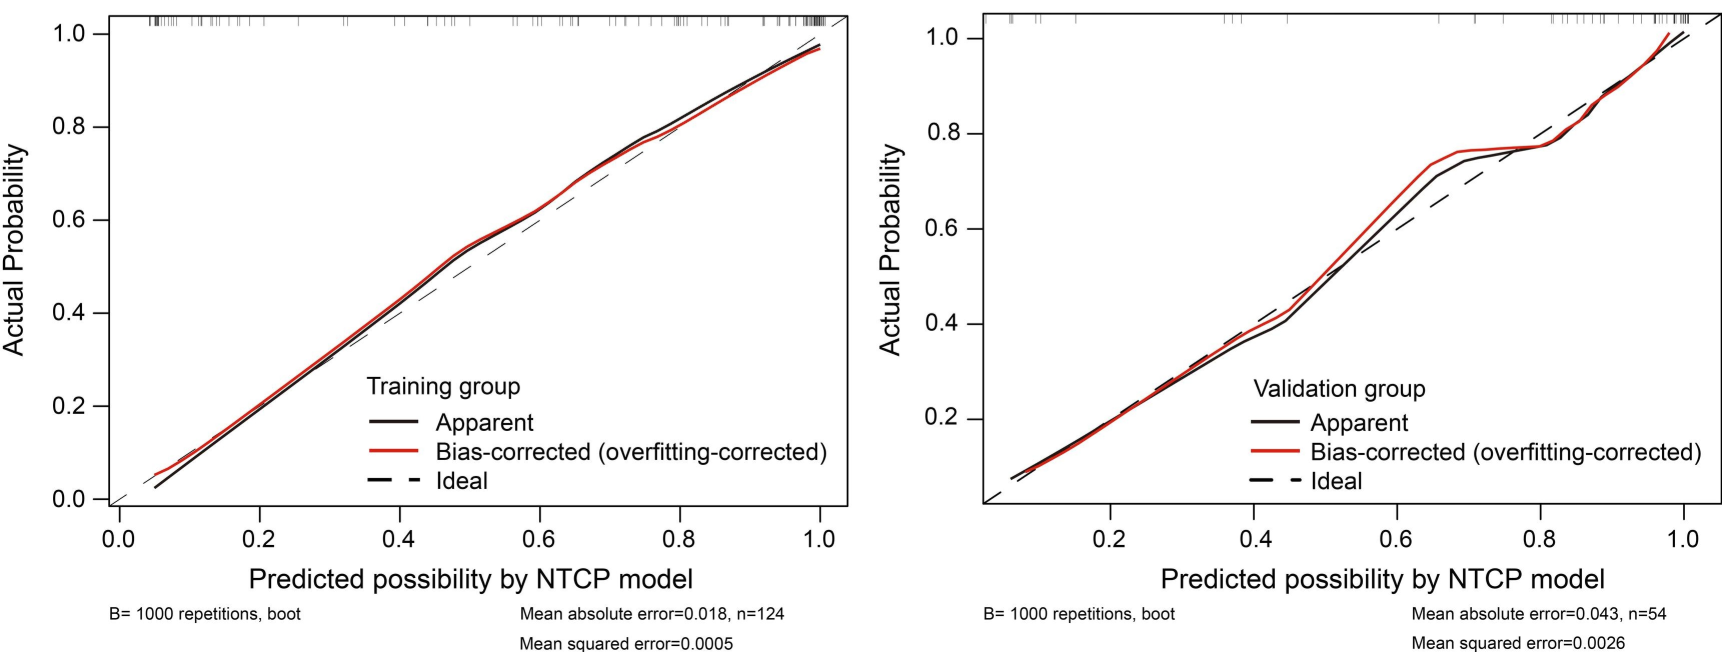 1.0
0.8
0.6
0.4
0.2
0.0
Actual Probability
Training group
Apparent
Bias-corrected (overfitting-corrected)
Ideal
0.0 0.2 0.4 0.6 0.8 1.0
Predicted possibility by NTCP model
B= 1000 repetitions, boot
Mean absolute error=0.018, n=124
Mean squared error=0.0005
1.0
0.8
0.6
0.4
0.2
Actual Probability
Validation group
Apparent
Bias-corrected (overfitting-corrected)
Ideal
0.2 0.4 0.6 0.8 1.0
Predicted possibility by NTCP model
B= 1000 repetitions, boot
Mean absolute error=0.043, n=54
Mean squared error=0.0026